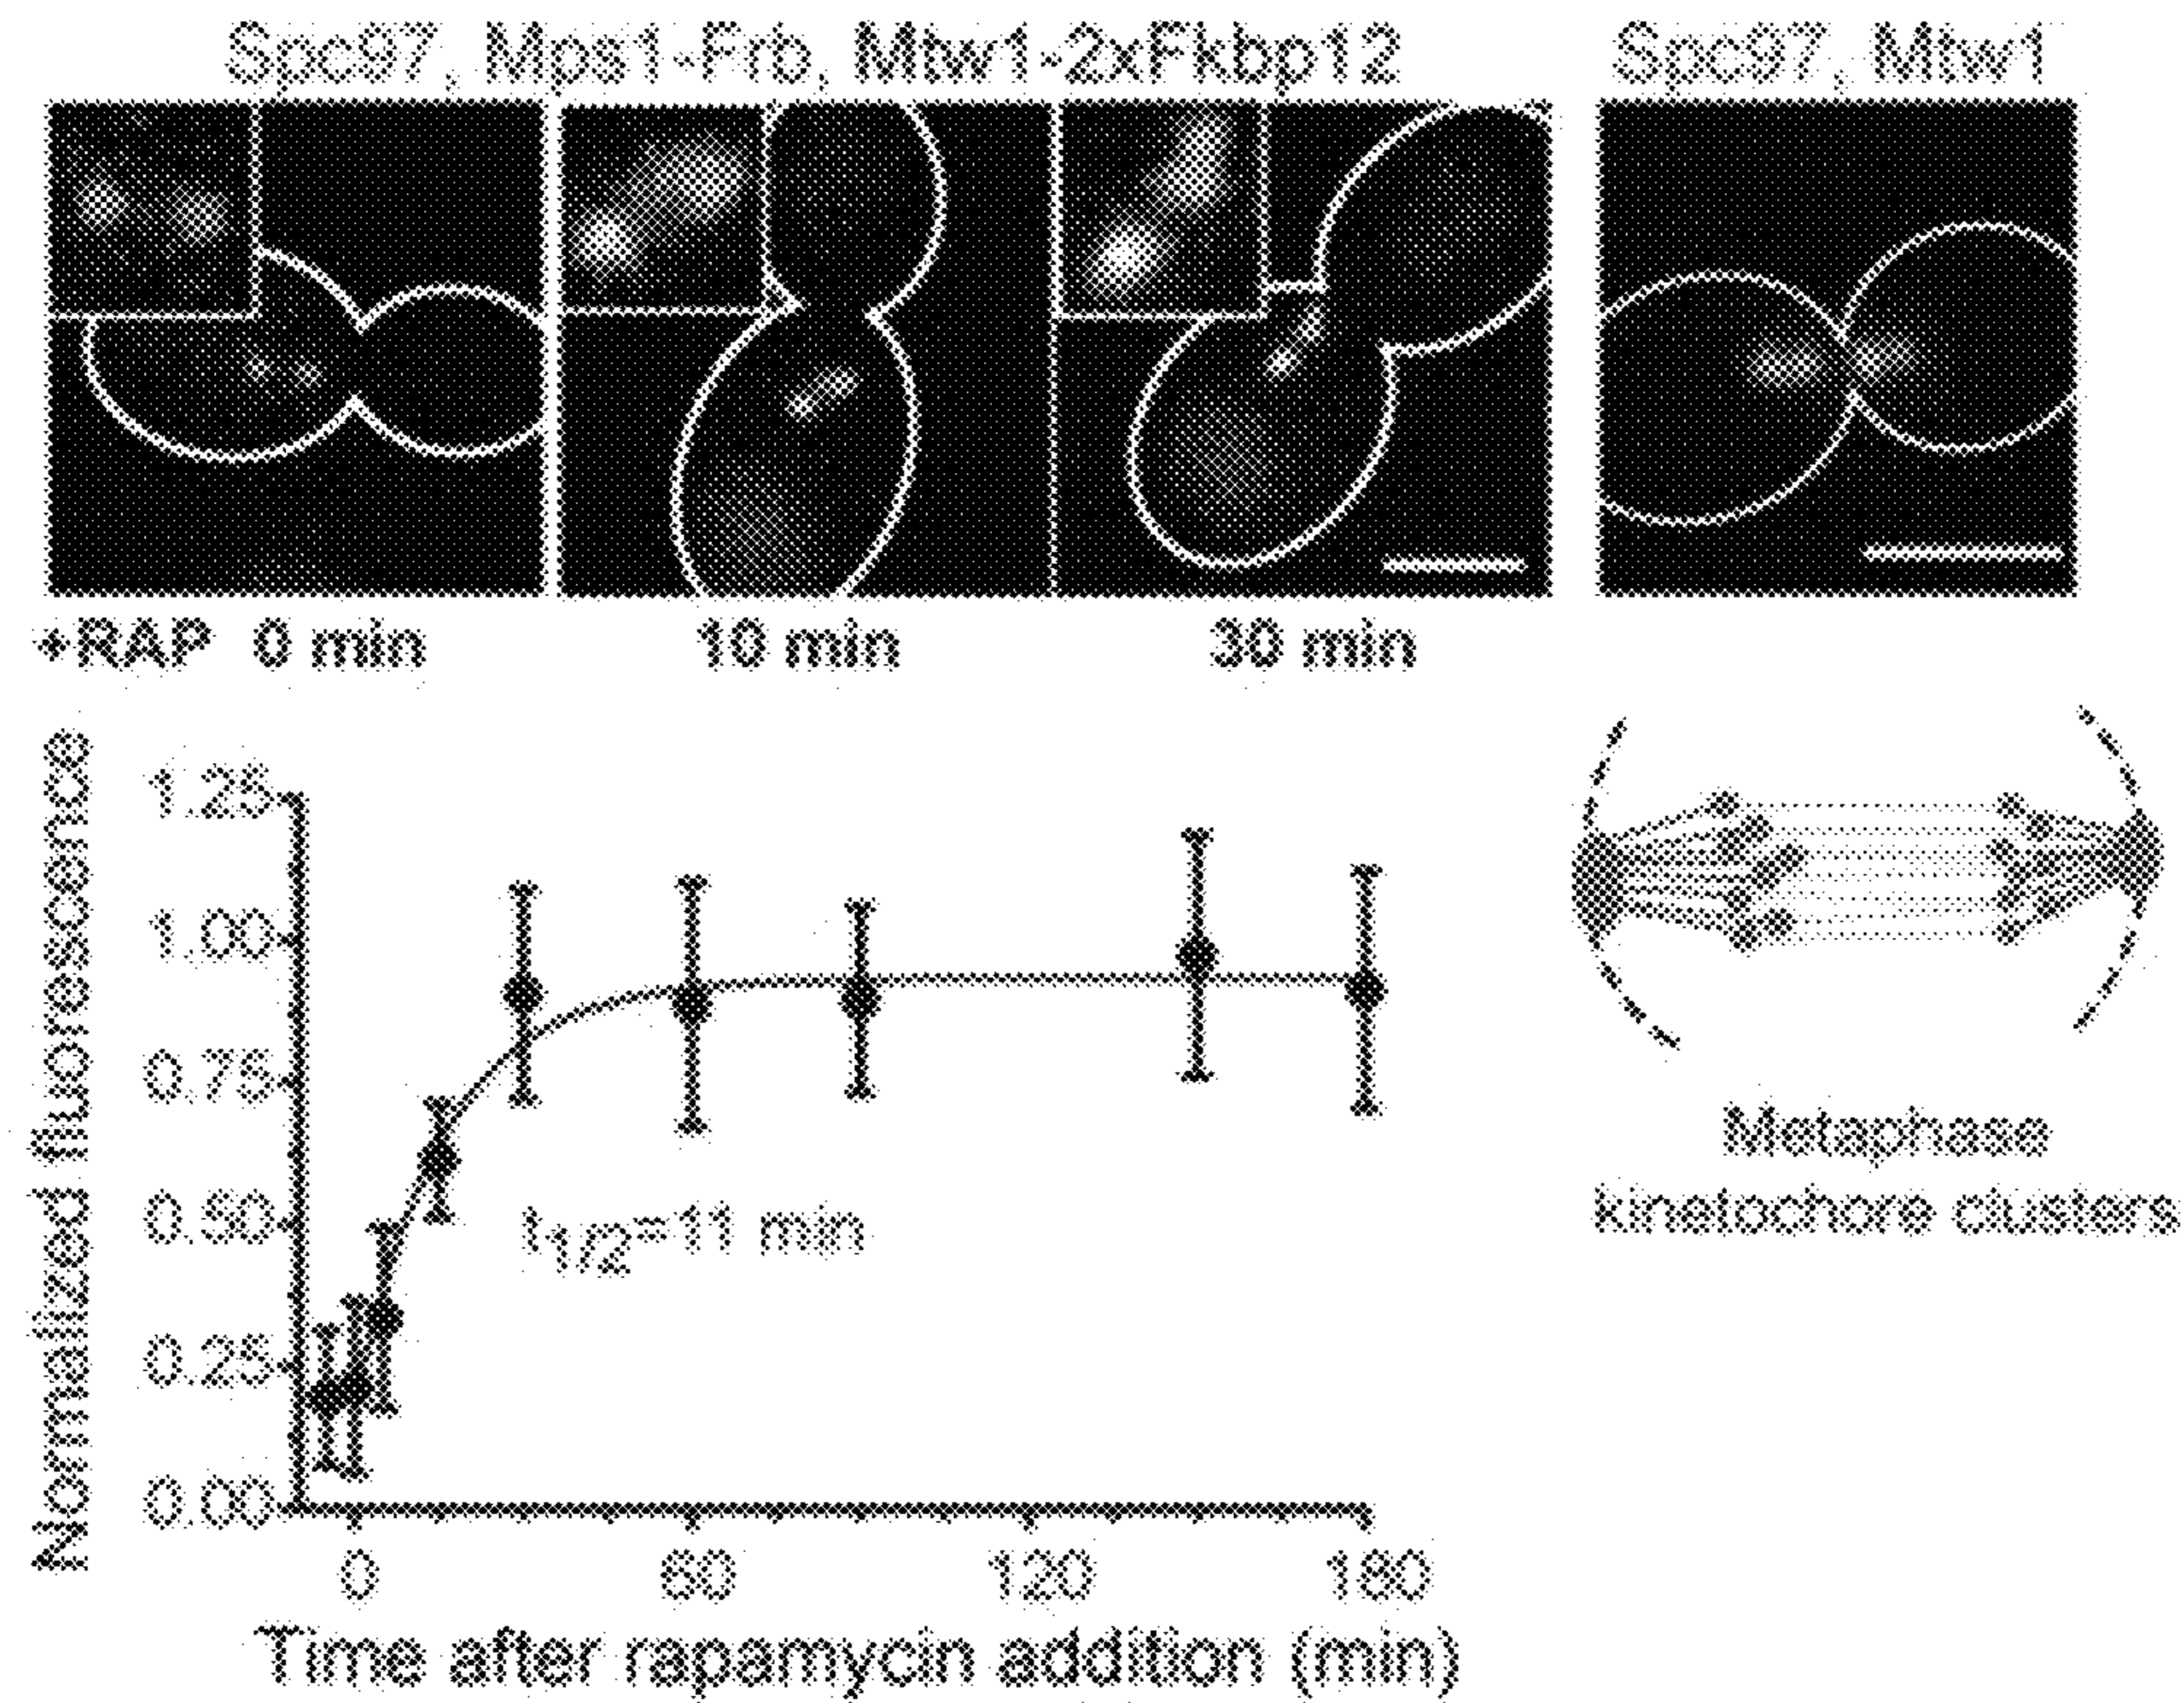 Spc97, Mps1-Frb, Mtw1-2xFkbp12
Spc97, Mtw1
+RAP 0 min
10 min
30 min
Normalized fluorescence
1.25
1.00
0.75
0.50
0.25
0.00
t1/2=11 min
0
60
120
180
Time after rapamycin addition (min)
Metaphase
kinetochore clusters